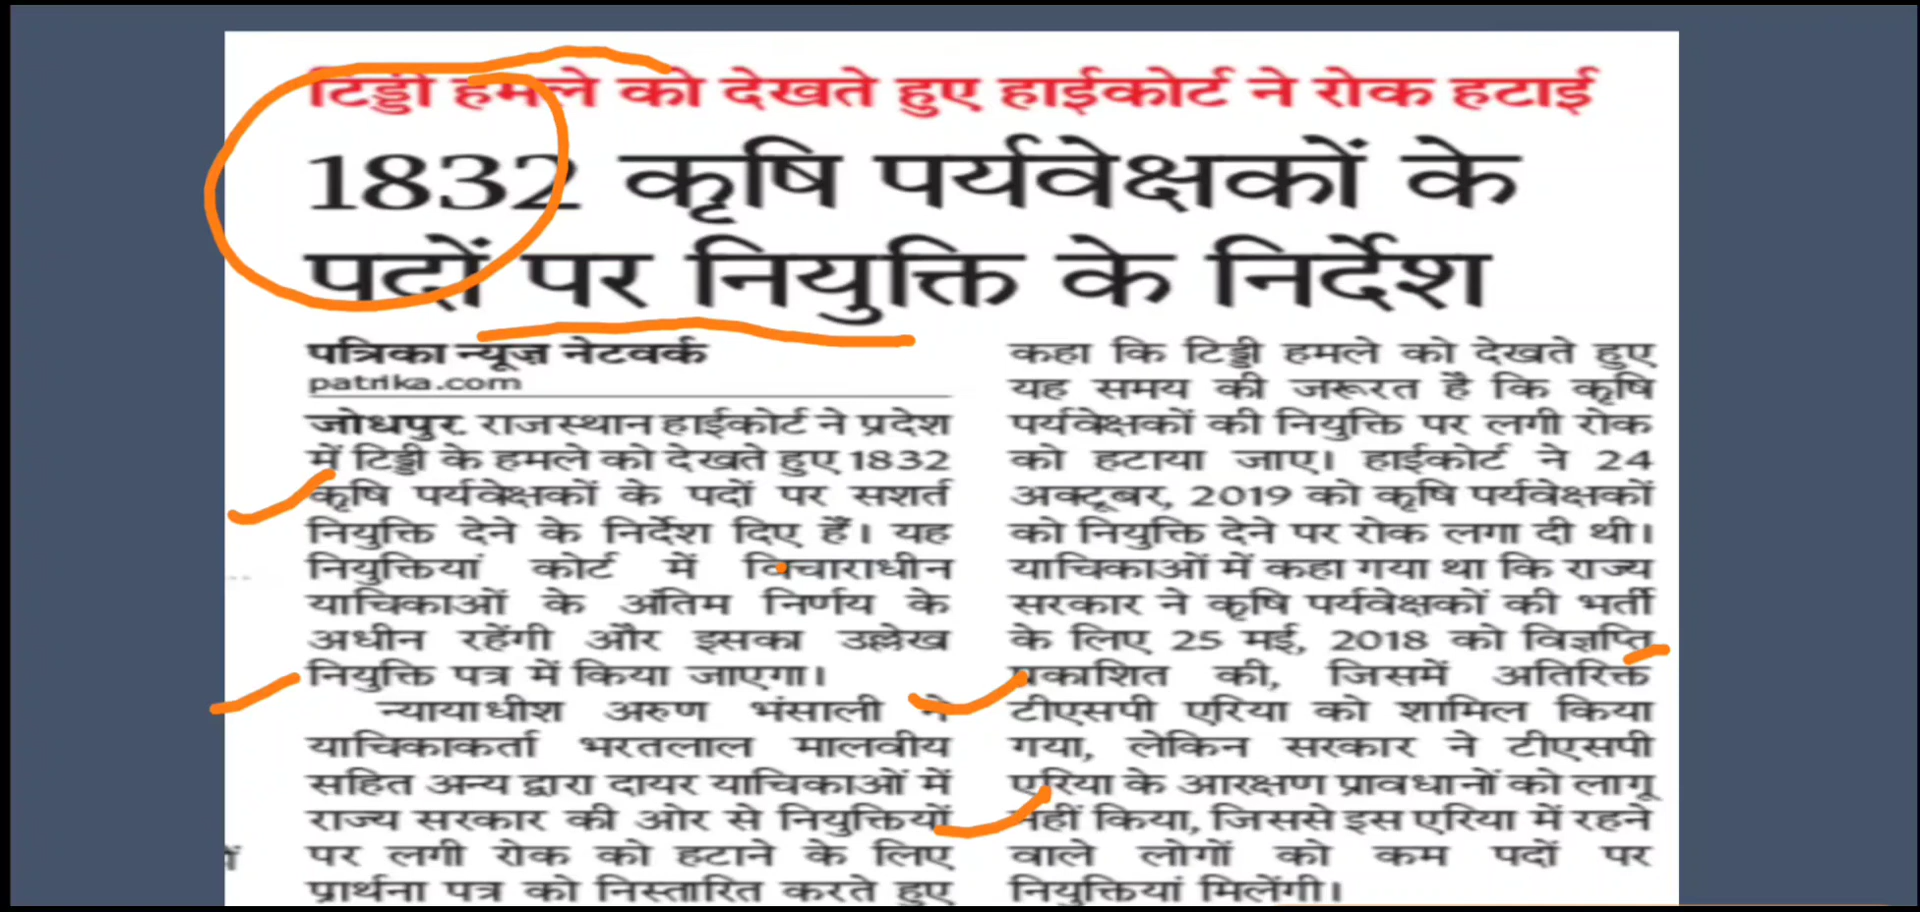 टिड्डी हमले को देखते हुए हाईकोर्ट ने रोक हटाई
1832 कृषि पर्यवेक्षकों के
पदों पर नियुक्ति के निर्देश
पत्रिका न्यूज़ नेटवर्क
patrika.com
जोधपुर. राजस्थान हाईकोर्ट ने प्रदेश
में टिड्डी के हमले को देखते हुए 1832
कृषि पर्यवेक्षकों के पदों पर सशर्त
नियुक्ति देने के निर्देश दिए हैं। यह
नियुक्तियां कोर्ट में विचाराधीन
याचिकाओं के अंतिम निर्णय के
अधीन रहेंगी और इसका उल्लेख
नियुक्ति पत्र में किया जाएगा।
न्यायाधीश अरुण भंसाली ने
याचिकाकर्ता भरतलाल मालवीय
सहित अन्य द्वारा दायर याचिकाओं में
राज्य सरकार की ओर से नियुक्तियों
पर लगी रोक को हटाने के लिए
प्रार्थना पत्र को निस्तारित करते हुए
कहा कि टिड्डी हमले को देखते हुए
यह समय की जरूरत है कि कृषि
पर्यवेक्षकों की नियुक्ति पर लगी रोक
को हटाया जाए। हाईकोर्ट ने 24
अक्टूबर, 2019 को कृषि पर्यवेक्षकों
को नियुक्ति देने पर रोक लगा दी थी।
याचिकाओं में कहा गया था कि राज्य
सरकार ने कृषि पर्यवेक्षकों की भर्ती
के लिए 25 मई, 2018 को विज्ञप्ति
प्रकाशित की, जिसमें अतिरिक्त
टीएसपी एरिया को शामिल किया
गया, लेकिन सरकार ने टीएसपी
एरिया के आरक्षण प्रावधानों को लागू
नहीं किया, जिससे इस एरिया में रहने
वाले लोगों को कम पदों पर
नियुक्तियां मिलेंगी।